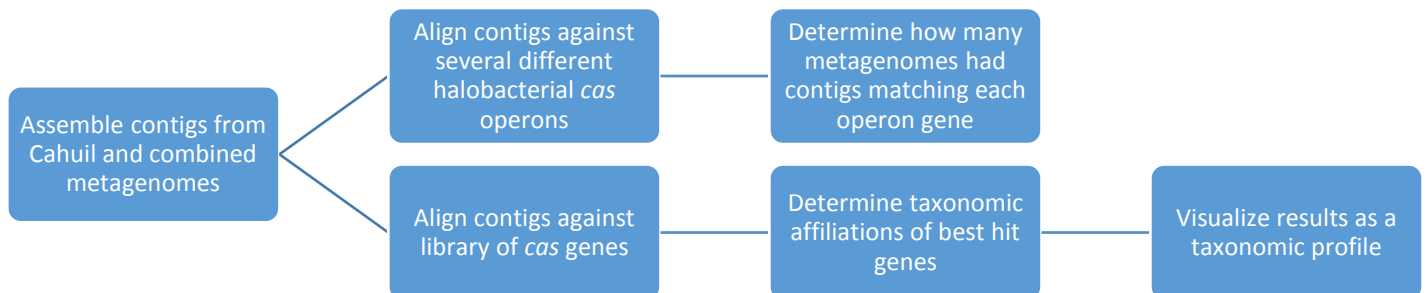 Assemble contigs from
Cahuil and combined
metagenomes
Align contigs against
several different
halobacterial cas
operons
Determine how many
metagenomes had
contigs matching each
operon gene
Align contigs against
library of cas genes
Determine taxonomic
affiliations of best hit
genes
Visualize results as a
taxonomic profile